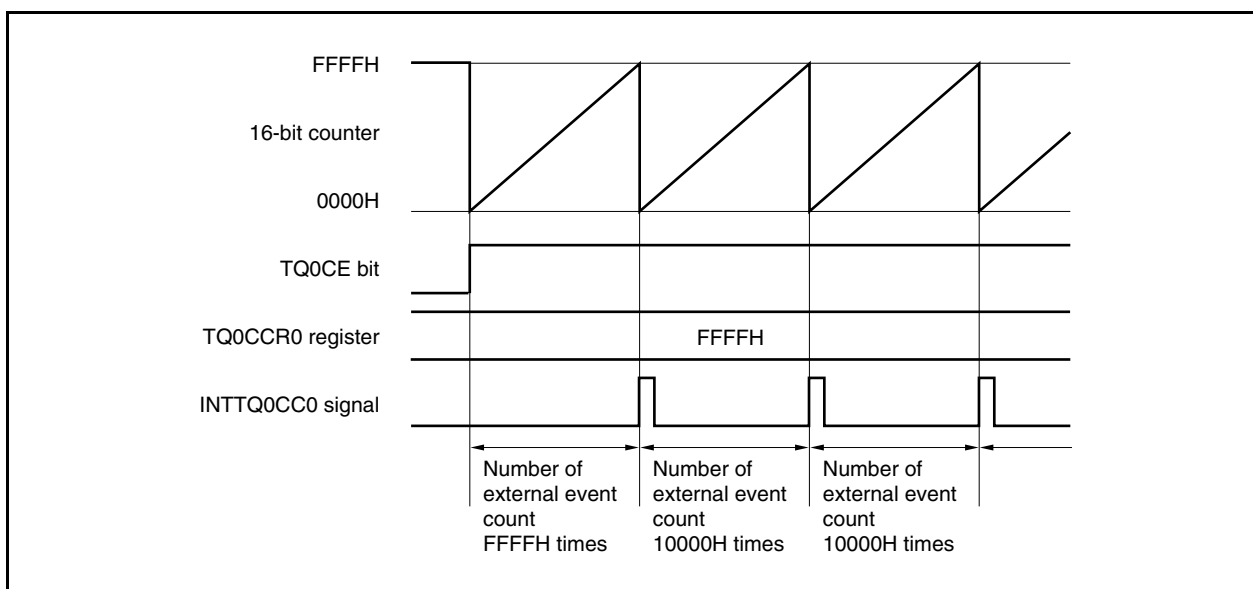 FFFFH
16-bit counter
0000H
TQ0CE bit
TQ0CCR0 register
FFFFH
INTTQ0CC0 signal
Number of
external event
count
FFFFH times
Number of
external event
count
10000H times
Number of
external event
count
10000H times